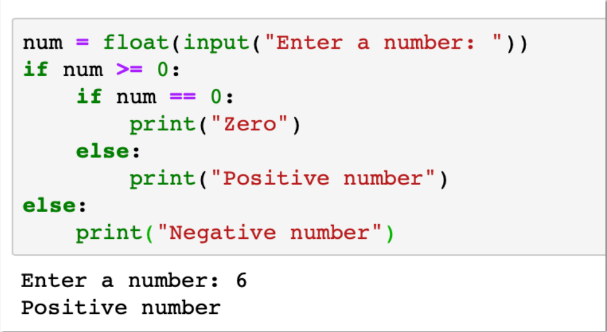 num = float(input("Enter a number: "))
if num >= 0:
    if num == 0:
        print("Zero")
    else:
        print("Positive number")
else:
    print("Negative number")
Enter a number: 6
Positive number